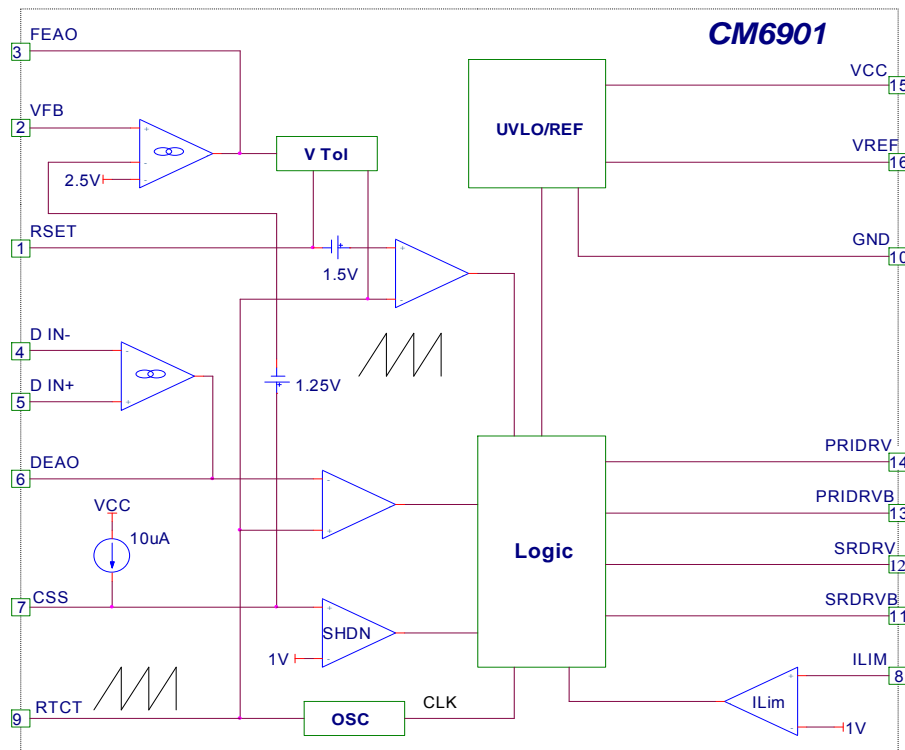 CM6901
FEAO
3
VFB
2
2.5V
V Tol
UVLO/REF
VCC
15
VREF
16
GND
10
RSET
1
1.5V
D IN-
4
D IN+
5
1.25V
DEAO
6
VCC
10uA
CSS
7
SHDN
1V
Logic
PRIDRV
14
PRIDRVB
13
SRDRV
12
SRDRVB
11
ILIM
8
ILim
1V
RTCT
9
OSC
CLK